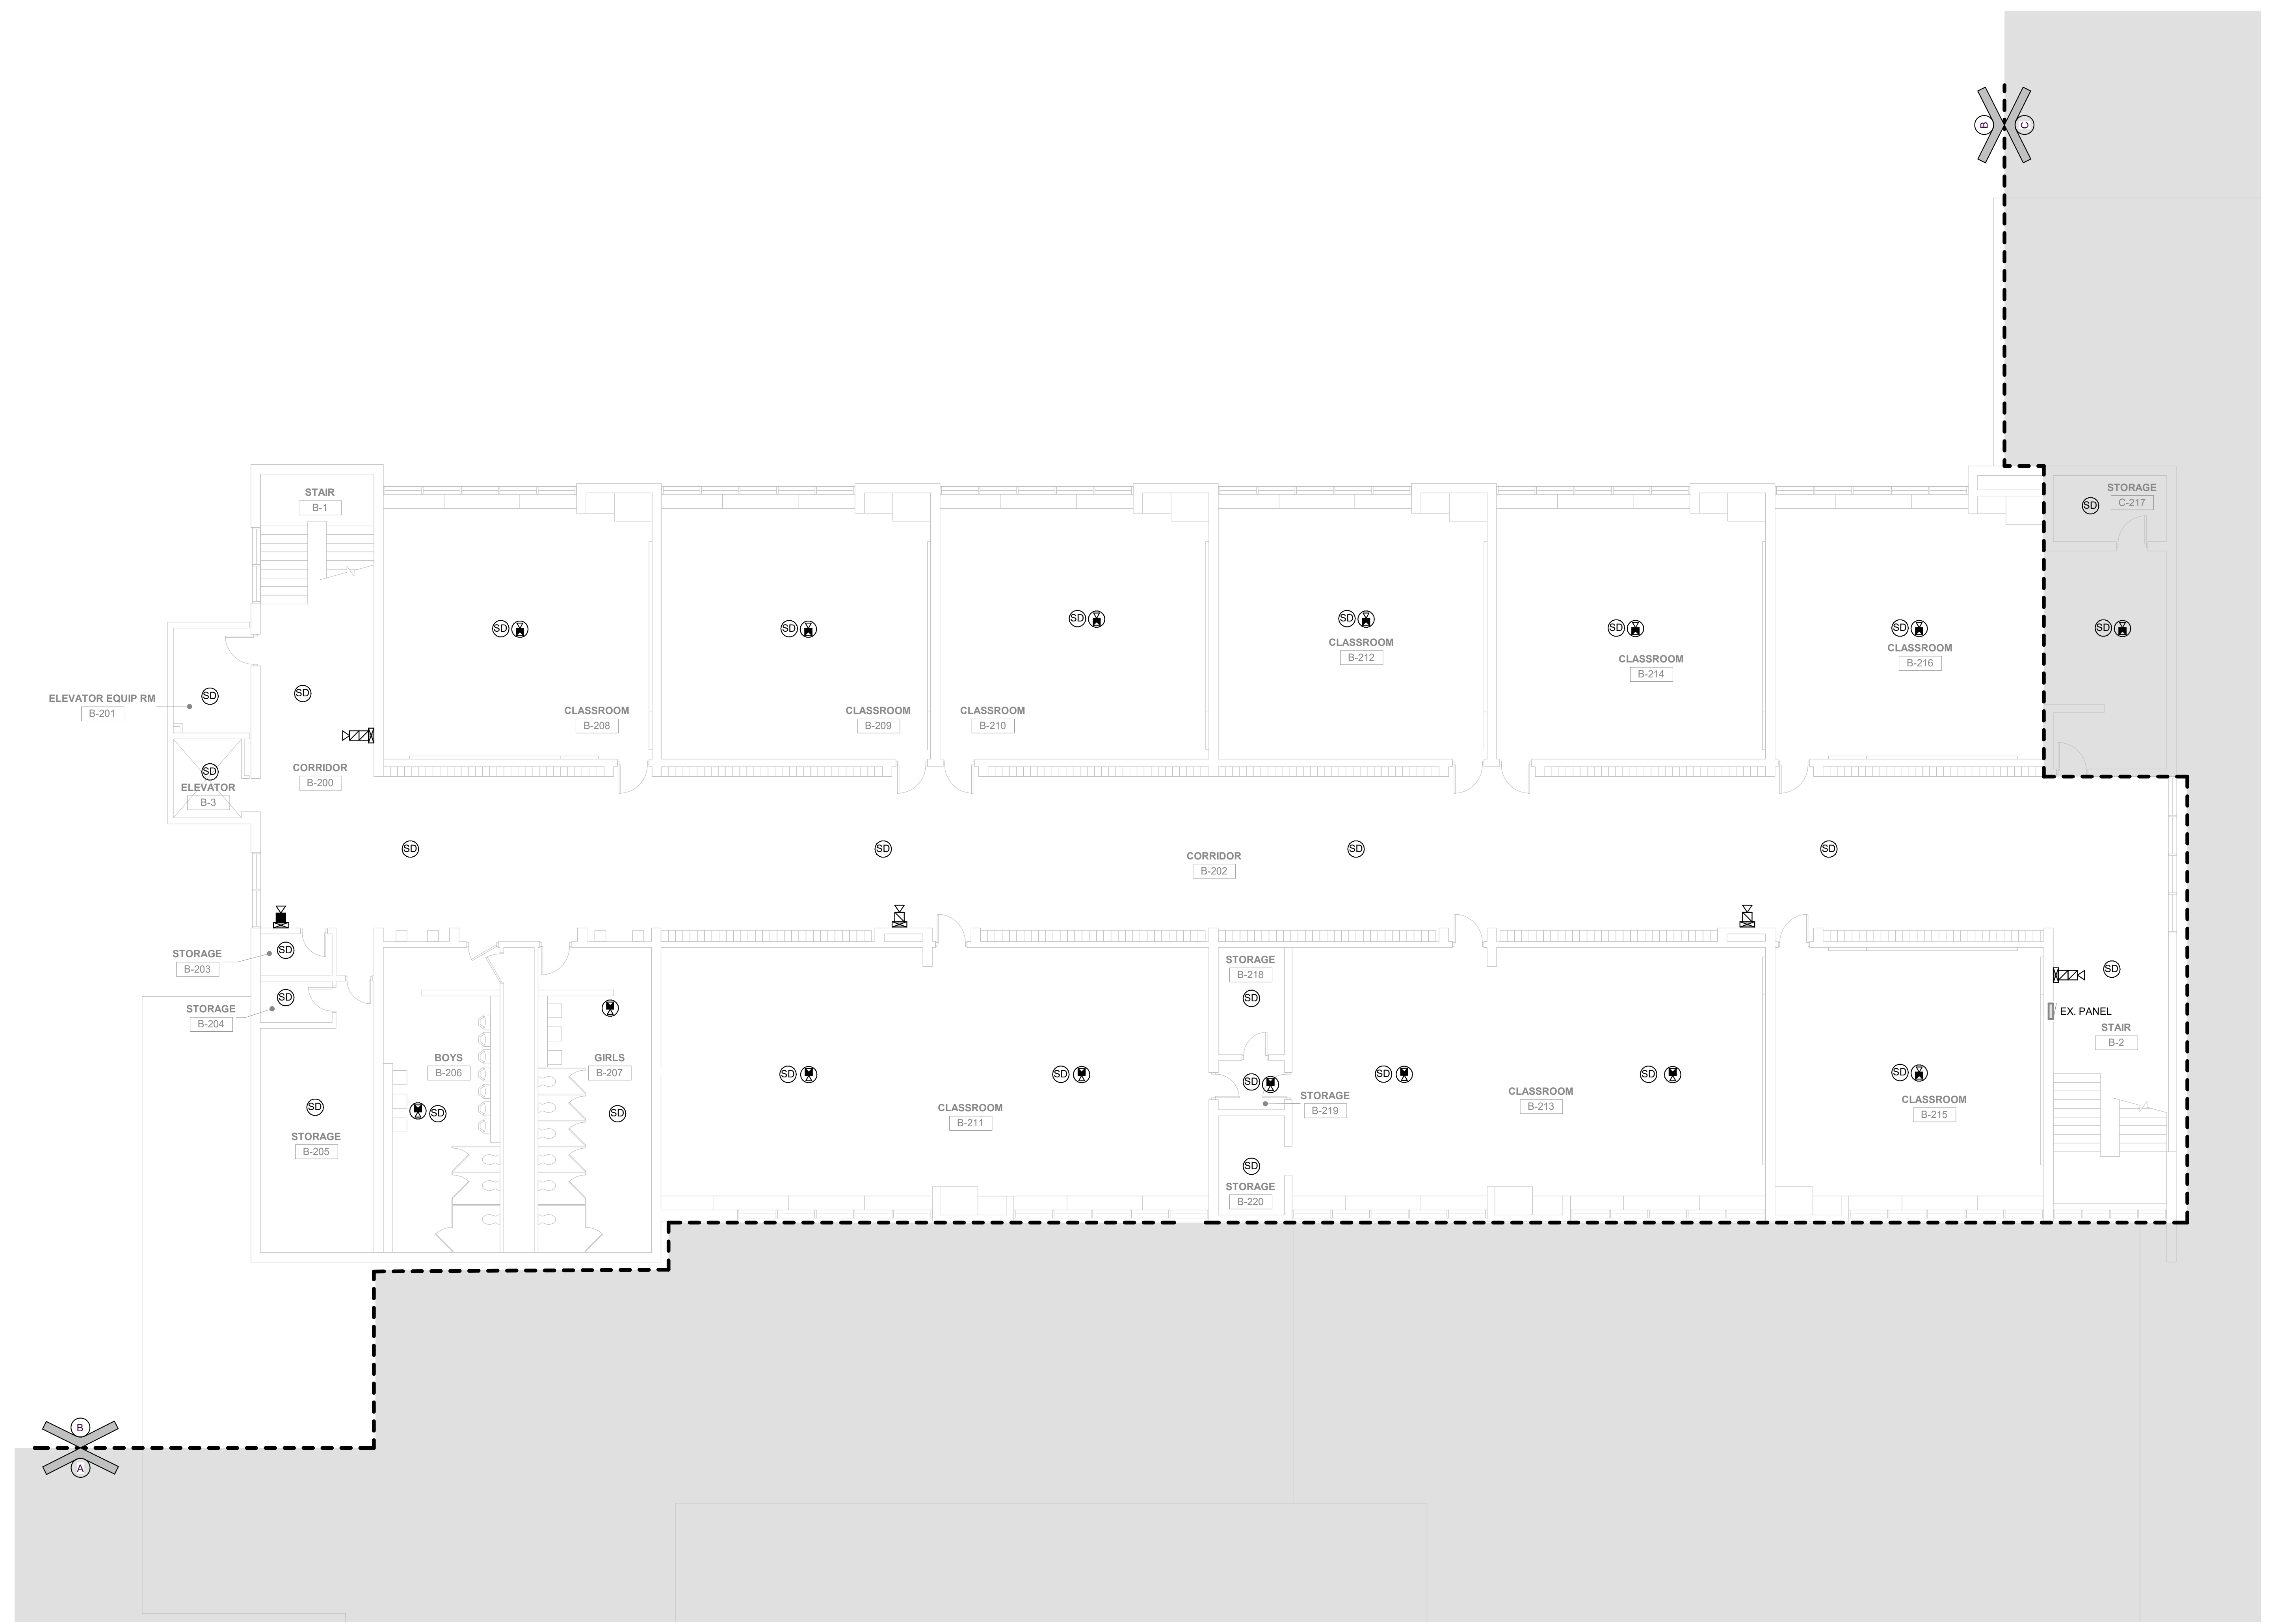 B
C
STORAGE
C-217
STAIR
B-1
SD
SD
SD
SD
SD
SD
SD
SD
CLASSROOM
B-212
CLASSROOM
B-216
CLASSROOM
B-214
ELEVATOR EQUIP RM
B-201
SD
SD
CLASSROOM
B-208
CLASSROOM
B-209
CLASSROOM
B-210
SD
ELEVATOR
B-3
CORRIDOR
B-200
SD
SD
SD
SD
CORRIDOR
B-202
STORAGE
B-203
SD
STORAGE
B-204
SD
STORAGE
B-218
SD
SD
EX. PANEL
STAIR
B-2
BOYS
B-206
GIRLS
B-207
SD
SD
SD
SD
SD
SD
SD
SD
SD
STORAGE
B-219
CLASSROOM
B-211
CLASSROOM
B-213
CLASSROOM
B-215
STORAGE
B-205
SD
STORAGE
B-220
B
A